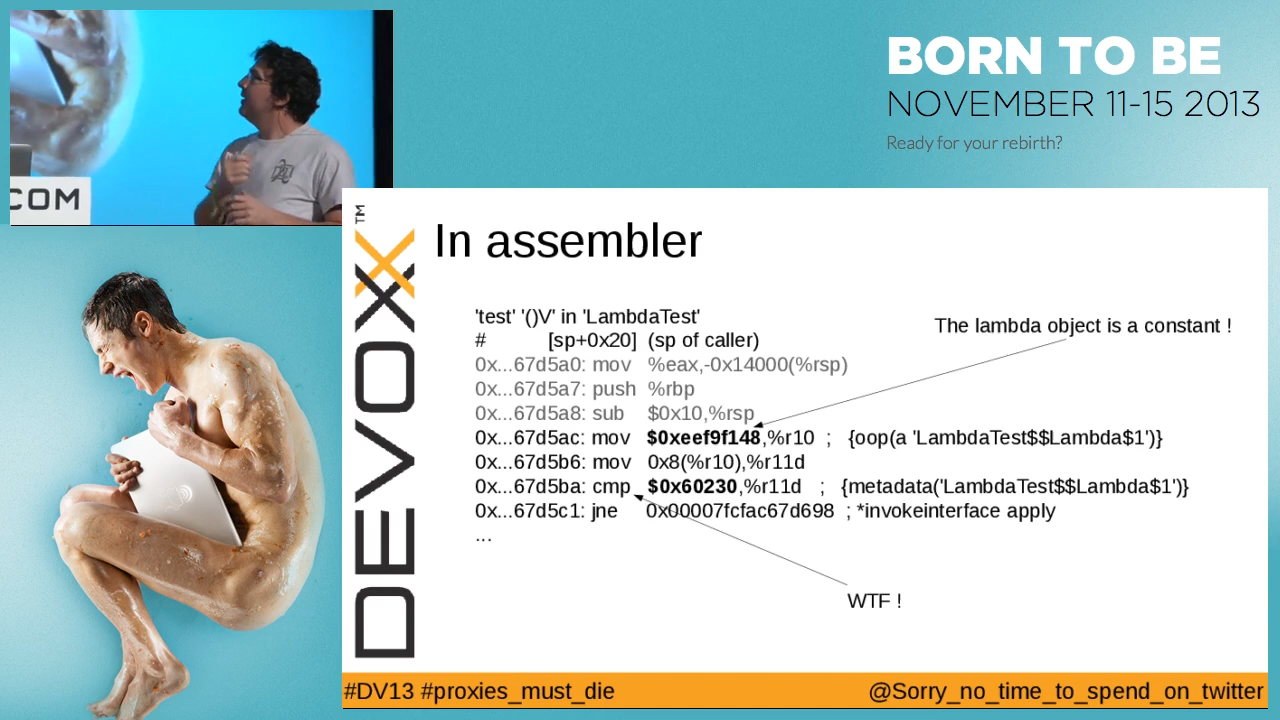 BORN TO BE
NOVEMBER 11-15 2013
Ready for your rebirth?
COM
DEVOXX™
In assembler
'test' '()V' in 'LambdaTest'
# [sp+0x20] (sp of caller)
0x...67d5a0: mov %eax,-0x14000(%rsp)
0x...67d5a7: push %rbp
0x...67d5a8: sub $0x10,%rsp
0x...67d5ac: mov $0xeef9f148,%r10 ; {oop(a 'LambdaTest$$Lambda$1')}
0x...67d5b6: mov 0x8(%r10),%r11d
0x...67d5ba: cmp $0x60230,%r11d ; {metadata('LambdaTest$$Lambda$1')}
0x...67d5c1: jne 0x00007fcfac67d698 ; *invokeinterface apply
...
The lambda object is a constant !
WTF !
#DV13 #proxies_must_die
@Sorry_no_time_to_spend_on_twitter